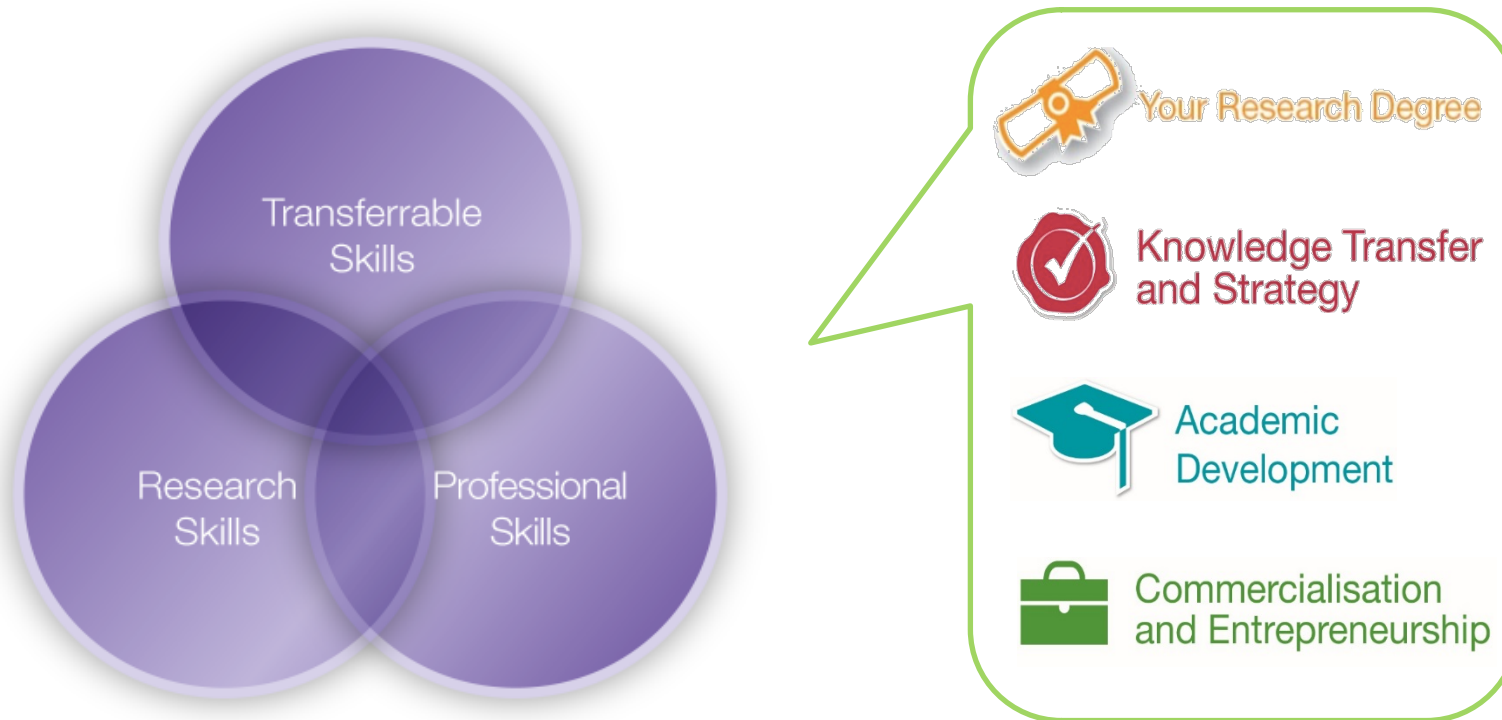 Transferrable
Skills
Research
Skills
Professional
Skills
Your Research Degree
Knowledge Transfer
and Strategy
Academic
Development
Commercialisation
and Entrepreneurship